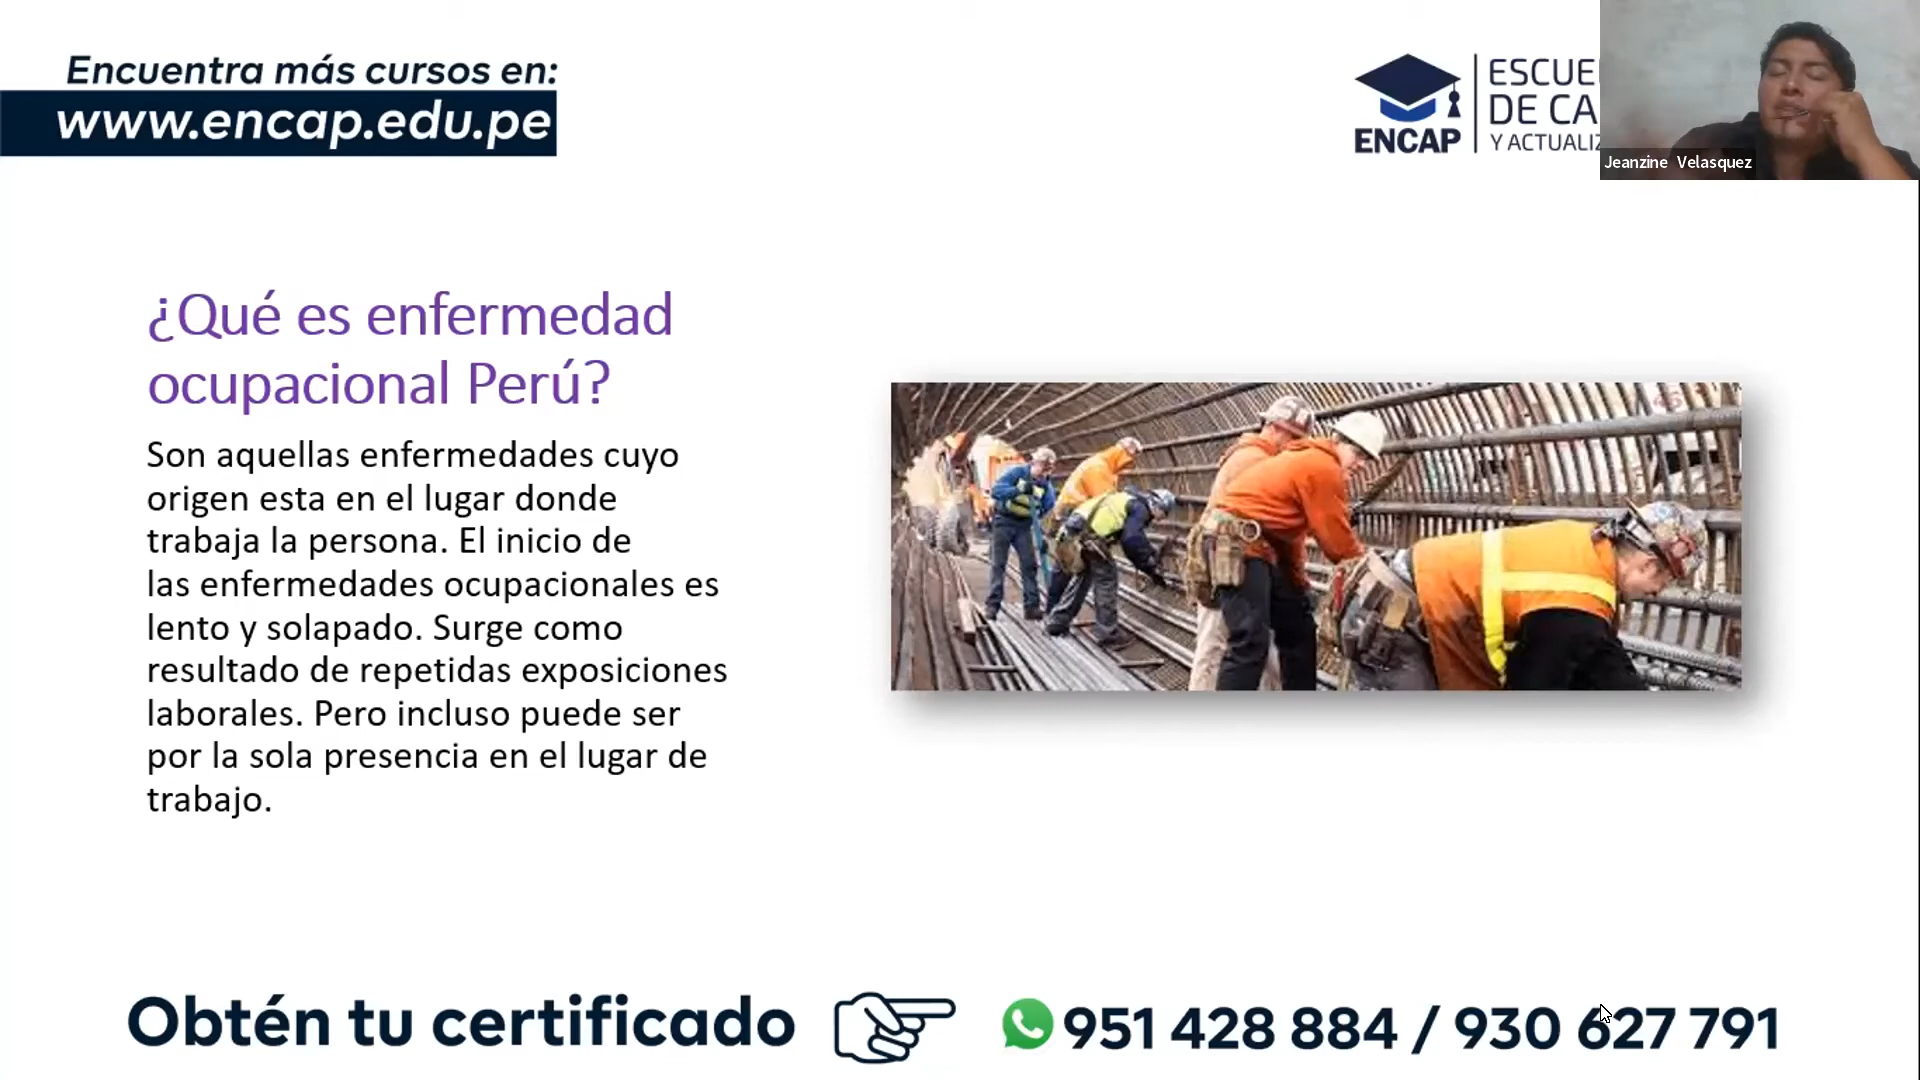 Encuentra más cursos en:
www.encap.edu.pe
ENCAP
ESCUE
DE CA
Y ACTUALIZ
Jeanzine Velasquez
¿Qué es enfermedad
ocupacional Perú?
Son aquellas enfermedades cuyo
origen esta en el lugar donde
trabaja la persona. El inicio de
las enfermedades ocupacionales es
lento y solapado. Surge como
resultado de repetidas exposiciones
laborales. Pero incluso puede ser
por la sola presencia en el lugar de
trabajo.
Obtén tu certificado
951 428 884 / 930 627 791